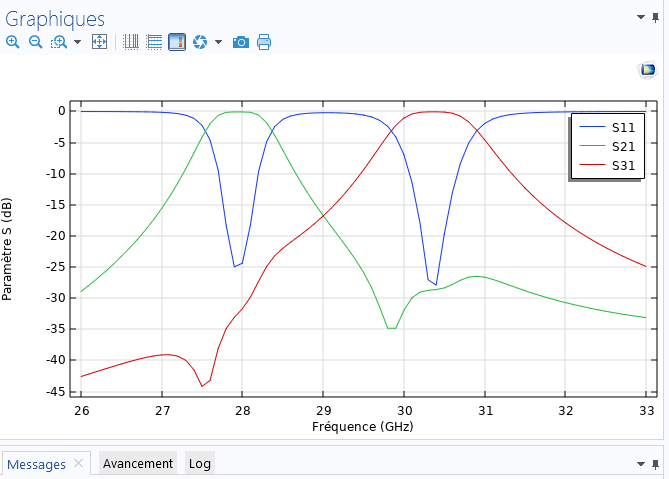 Graphiques
0
-5
-10
-15
-20
-25
-30
-35
-40
-45
Paramètre S (dB)
S11
S21
S31
26 27 28 29 30 31 32 33
Fréquence (GHz)
Messages Avancement Log